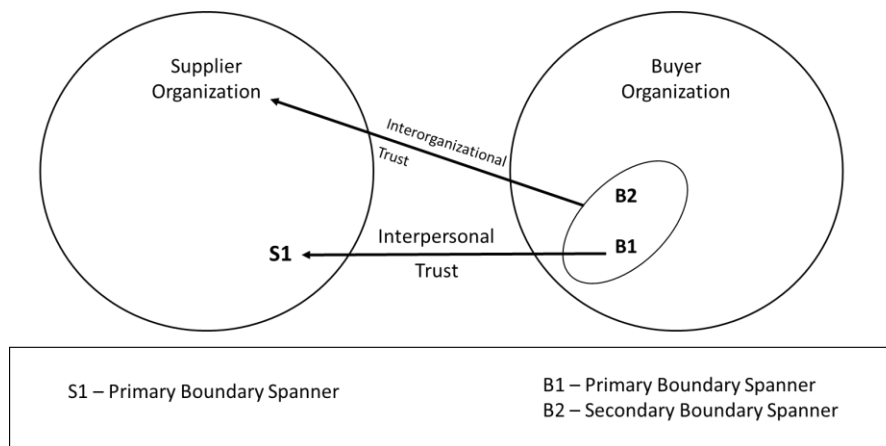 Supplier
Organization
Buyer
Organization
Interorganizational
Trust
B2
S1
Interpersonal
Trust
B1
S1 – Primary Boundary Spanner
B1 – Primary Boundary Spanner
B2 – Secondary Boundary Spanner